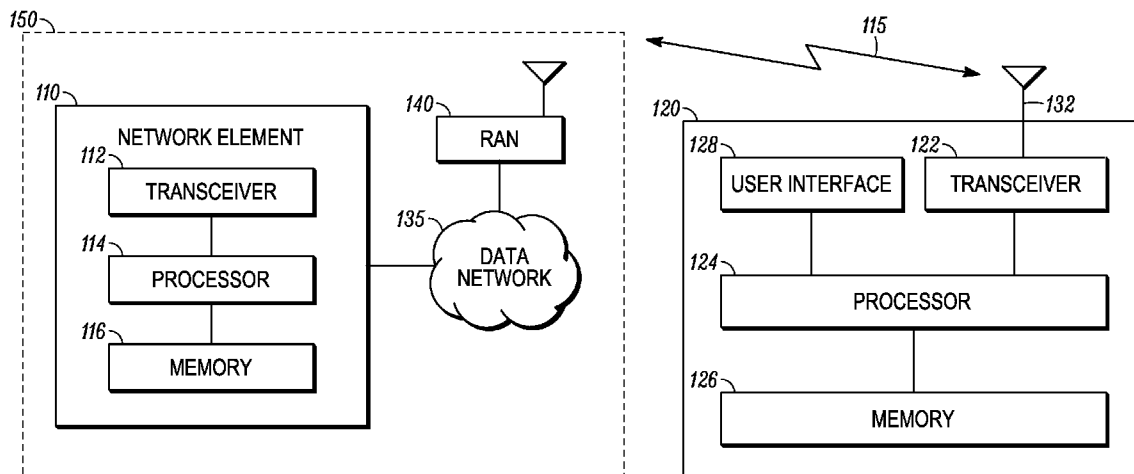 150
110
NETWORK ELEMENT
112
TRANSCEIVER
114
PROCESSOR
116
MEMORY
140
RAN
135
DATA
NETWORK
115
132
120
128
USER INTERFACE
122
TRANSCEIVER
124
PROCESSOR
126
MEMORY